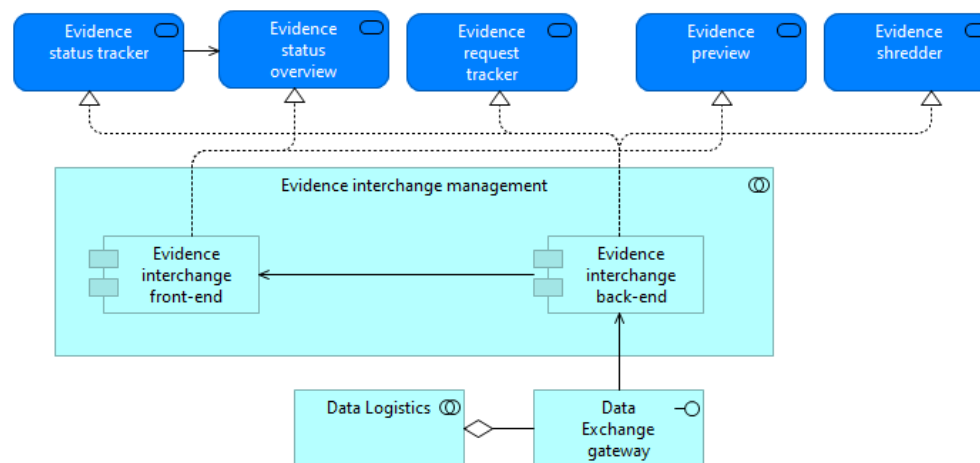 Evidence
status tracker
Evidence
status
overview
Evidence
request
tracker
Evidence
preview
Evidence
shredder
Evidence interchange management
Evidence
interchange
front-end
Evidence
interchange
back-end
Data Logistics
Data
Exchange
gateway